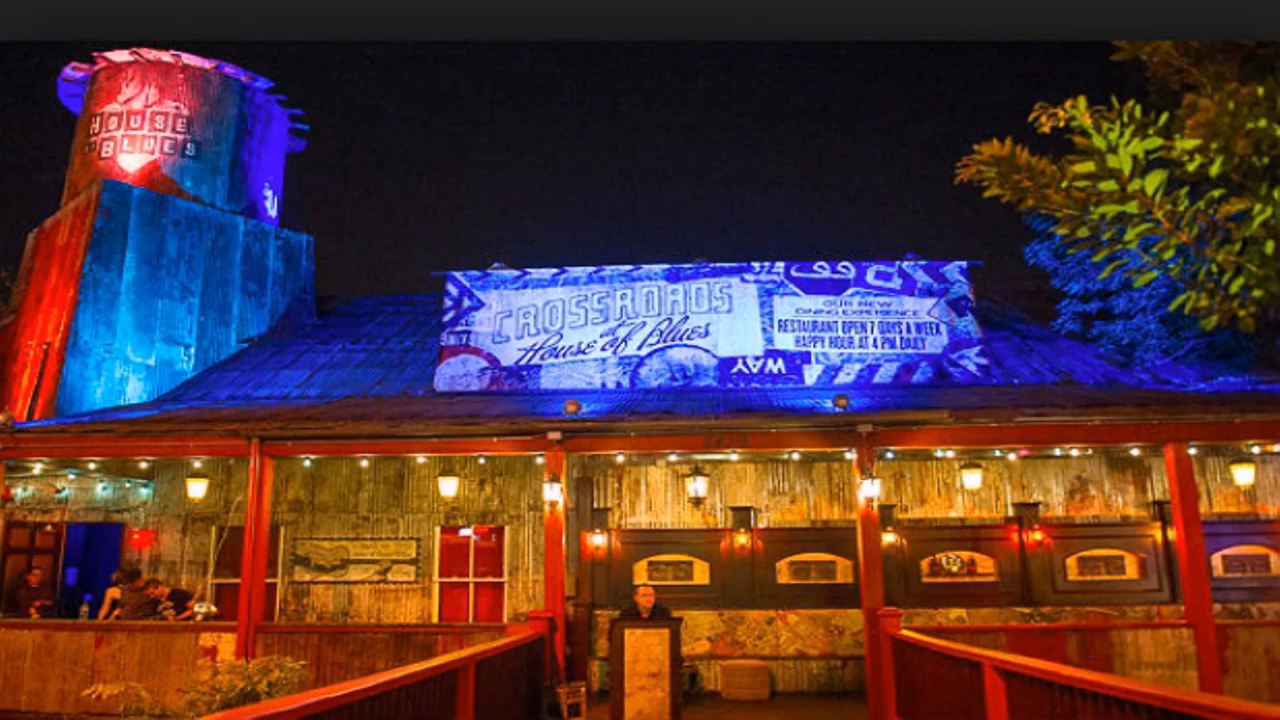 HOUSE
OF BLUES
CROSSROADS
at
House of Blues
OUR NEW
DINING EXPERIENCE
RESTAURANT OPEN 7 DAYS A WEEK
HAPPY HOUR AT 4 PM DAILY
WAY